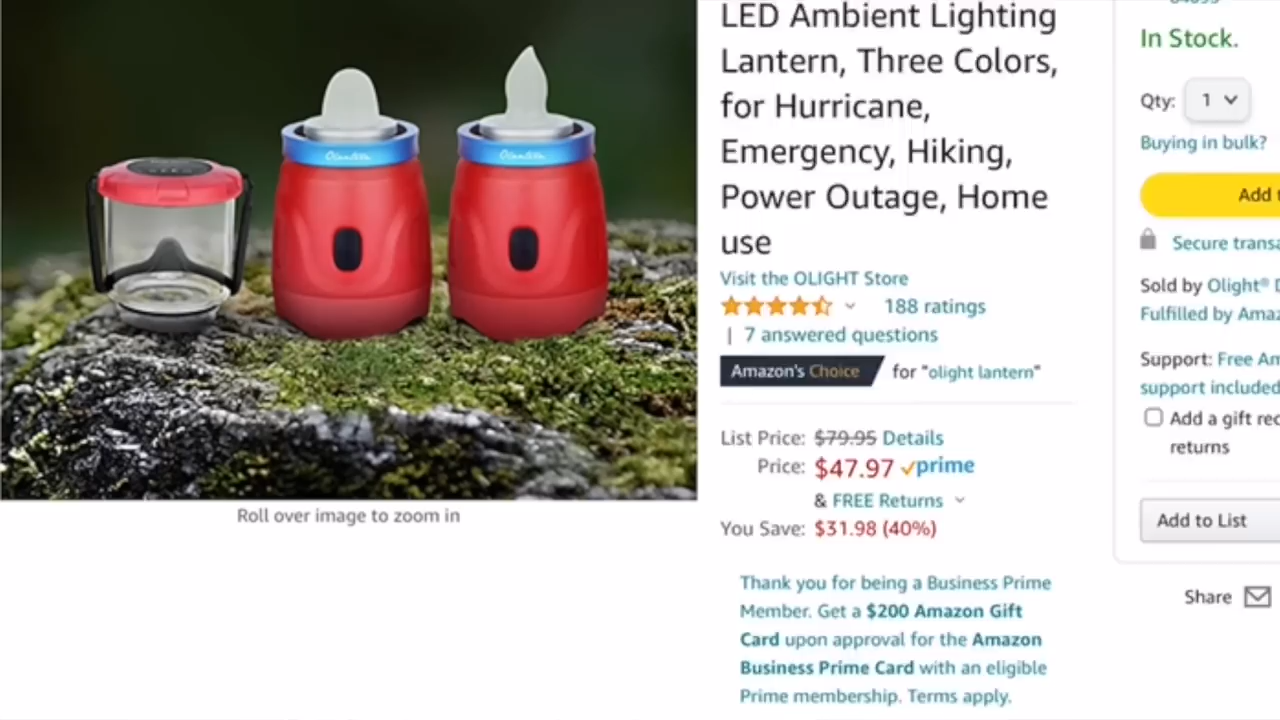 LED Ambient Lighting
Lantern, Three Colors,
for Hurricane,
Emergency, Hiking,
Power Outage, Home
use
Visit the OLIGHT Store
188 ratings
| 7 answered questions
Amazon's Choice for "olight lantern"
List Price: $79.95 Details
Price: $47.97 prime
& FREE Returns
You Save: $31.98 (40%)
Thank you for being a Business Prime
Member. Get a $200 Amazon Gift
Card upon approval for the Amazon
Business Prime Card with an eligible
Prime membership. Terms apply.
Roll over image to zoom in
In Stock.
Qty: 1
Buying in bulk?
Add t
Secure transa
Sold by Olight® D
Fulfilled by Amaz
Support: Free Am
support included
Add a gift rec
returns
Add to List
Share